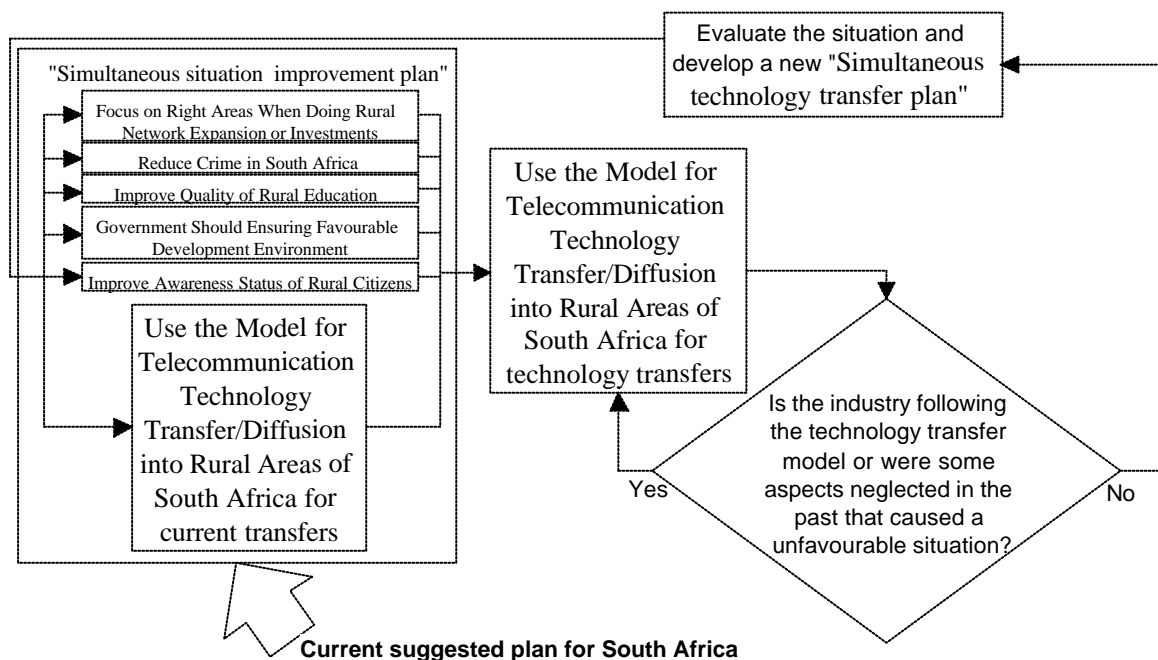 Evaluate the situation and
develop a new "Simultaneous
technology transfer plan"
"Simultaneous situation improvement plan"
Focus on Right Areas When Doing Rural
Network Expansion or Investments
Reduce Crime in South Africa
Improve Quality of Rural Education
Government Should Ensuring Favourable
Development Environment
Improve Awareness Status of Rural Citizens
Use the Model for
Telecommunication
Technology
Transfer/Diffusion
into Rural Areas of
South Africa for
current transfers
Use the Model for
Telecommunication
Technology
Transfer/Diffusion
into Rural Areas of
South Africa for
technology transfers
Is the industry following
the technology transfer
model or were some
aspects neglected in the
past that caused a
unfavourable situation?
Yes
No
Current suggested plan for South Africa